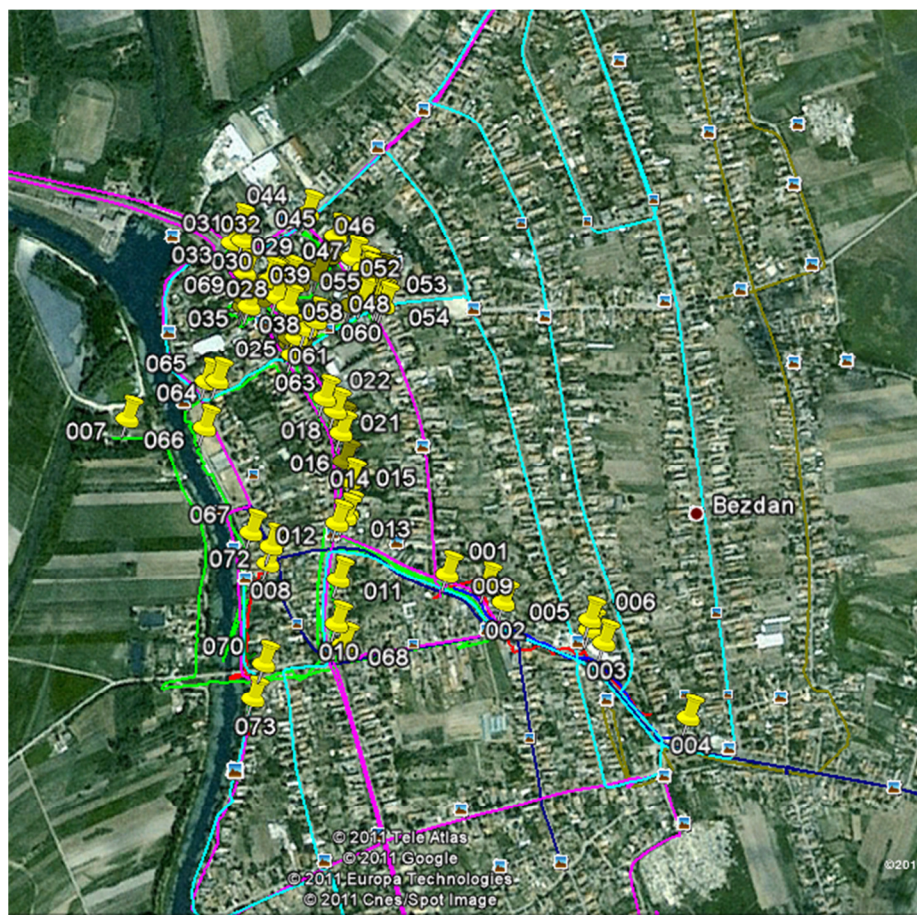 044
031 032 045 046
033 030 029 047 052
069 028 039 055 053
035 038 058 048 054
025 060
061
065 063 022
064
007 066 018 021
016
014 015
067
012 013
072 001
008 011 009
005 006
002
070 010 068 003
073 004
Bezdan
© 2011 Tele Atlas
© 2011 Google
© 2011 Europa Technologies
© 2011 Cnes/Spot Image
©201